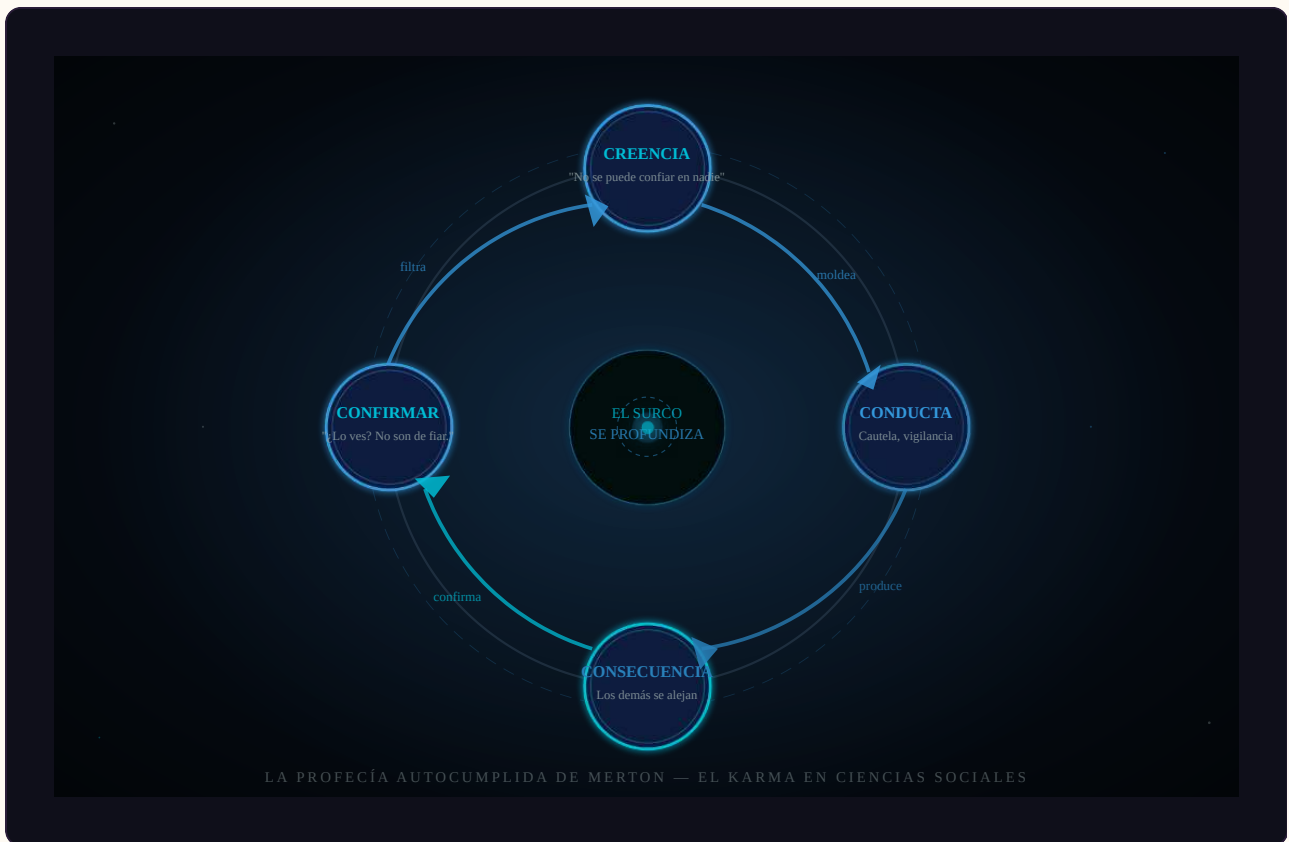 CREENCIA
"No se puede confiar en nadie"
filtra
moldea
CONFIRMAR
"¿Lo ves? No son de fiar."
EL SURCO
SE PROFUNDIZA
CONDUCTA
Cautela, vigilancia
confirma
produce
CONSECUENCIA
Los demás se alejan
LA PROFECÍA AUTOCUMPLIDA DE MERTON — EL KARMA EN CIENCIAS SOCIALES